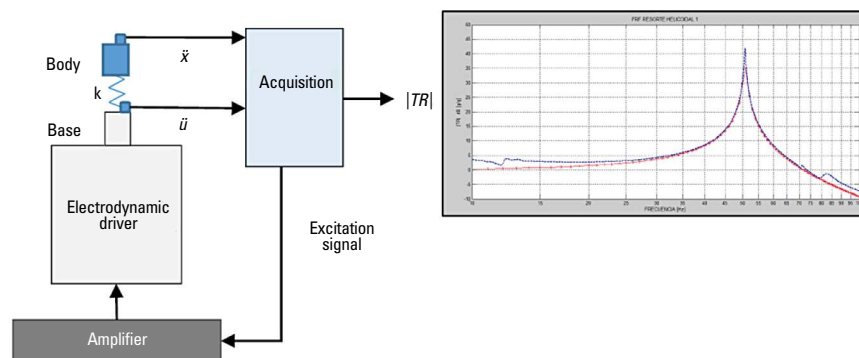 Body
k
Base
ẍ
ü
Acquisition
|TR|
Electrodynamic
driver
Excitation
signal
Amplifier
FRF RESORTE HELICOIDAL 1
FRECUENCIA [Hz]